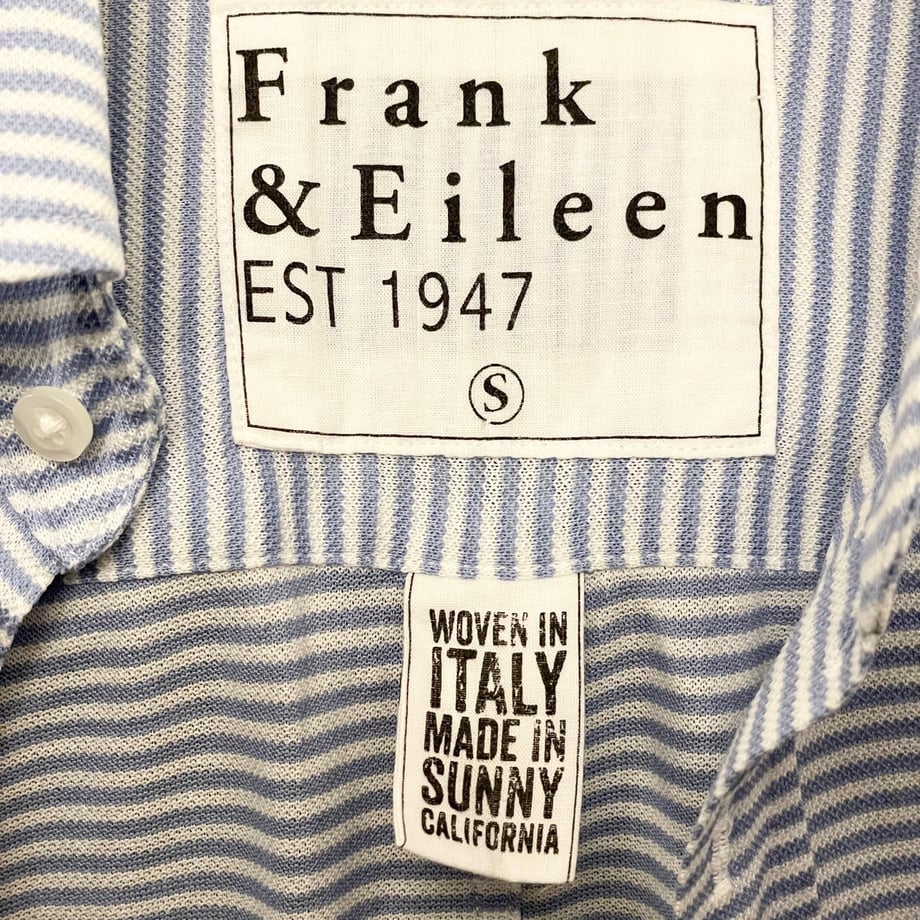 Frank
& Eileen
EST 1947
S
WOVEN IN
ITALY
MADE IN
SUNNY
CALIFORNIA